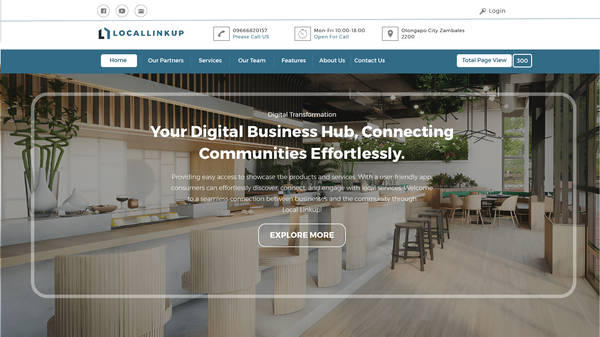 Login
LOCALLINKUP
09666820157
Please Call US
Mon-Fri 10:00-18:00
Open For Call
Olongapo City Zambales
2200
Home
Our Partners
Services
Our Team
Features
About Us
Contact Us
Total Page View
300
Digital Transformation
Your Digital Business Hub, Connecting
Communities Effortlessly.
Providing easy access to showcase the products and services. With a user-friendly app,
consumers can effortlessly discover, connect, and engage with local services. Welcome
to a seamless connection between businesses and the community through
Local Linkup!
EXPLORE MORE